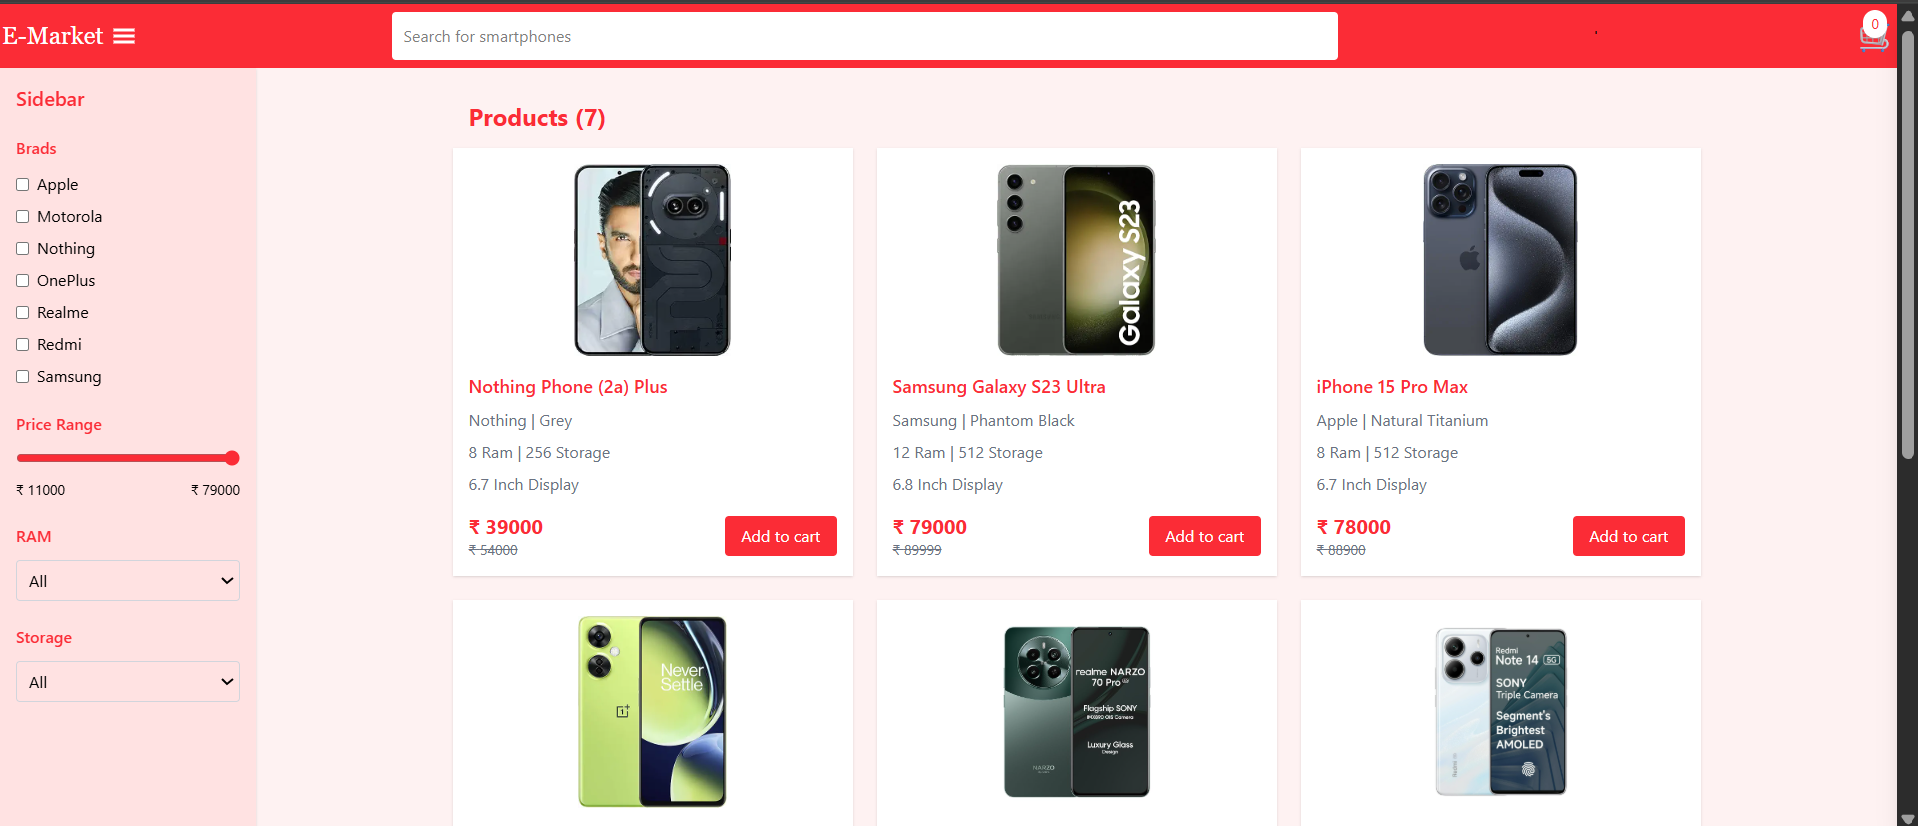 E-Market
Search for smartphones
0
Sidebar
Brads
Apple
Motorola
Nothing
OnePlus
Realme
Redmi
Samsung
Price Range
₹ 11000 ₹ 79000
RAM
All
Storage
All
Products (7)
Galaxy S23
Nothing Phone (2a) Plus
Nothing | Grey
8 Ram | 256 Storage
6.7 Inch Display
₹ 39000
₹ 54000
Add to cart
Samsung Galaxy S23 Ultra
Samsung | Phantom Black
12 Ram | 512 Storage
6.8 Inch Display
₹ 79000
₹ 89999
Add to cart
iPhone 15 Pro Max
Apple | Natural Titanium
8 Ram | 512 Storage
6.7 Inch Display
₹ 78000
₹ 88900
Add to cart
Never
Settle
realme NARZO
70 Pro
Flagship SONY
IMX890 OIS Camera
Luxury Glass
Design
NARZO
Redmi
Note 14 5G
SONY
Triple Camera
Segment's
Brightest
AMOLED